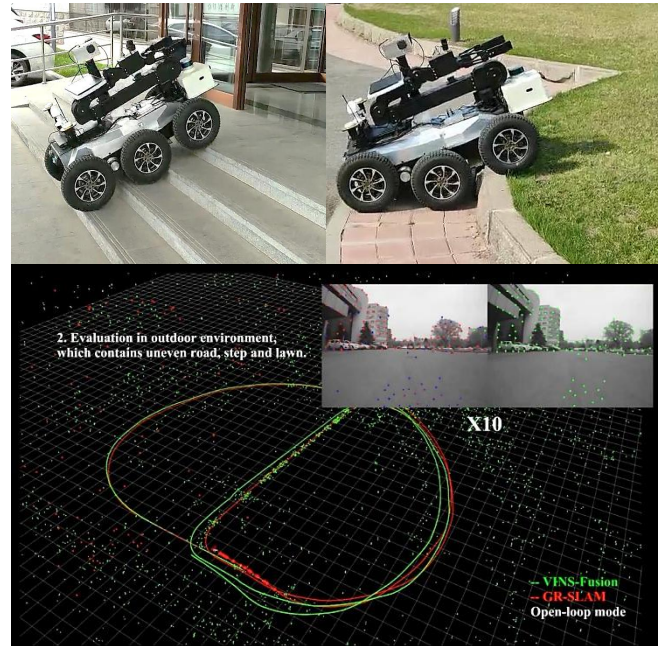 2. Evaluation in outdoor environment,
which contains uneven road, step and lawn.
X10
-- VINS-Fusion
-- GR-SLAM
Open-loop mode